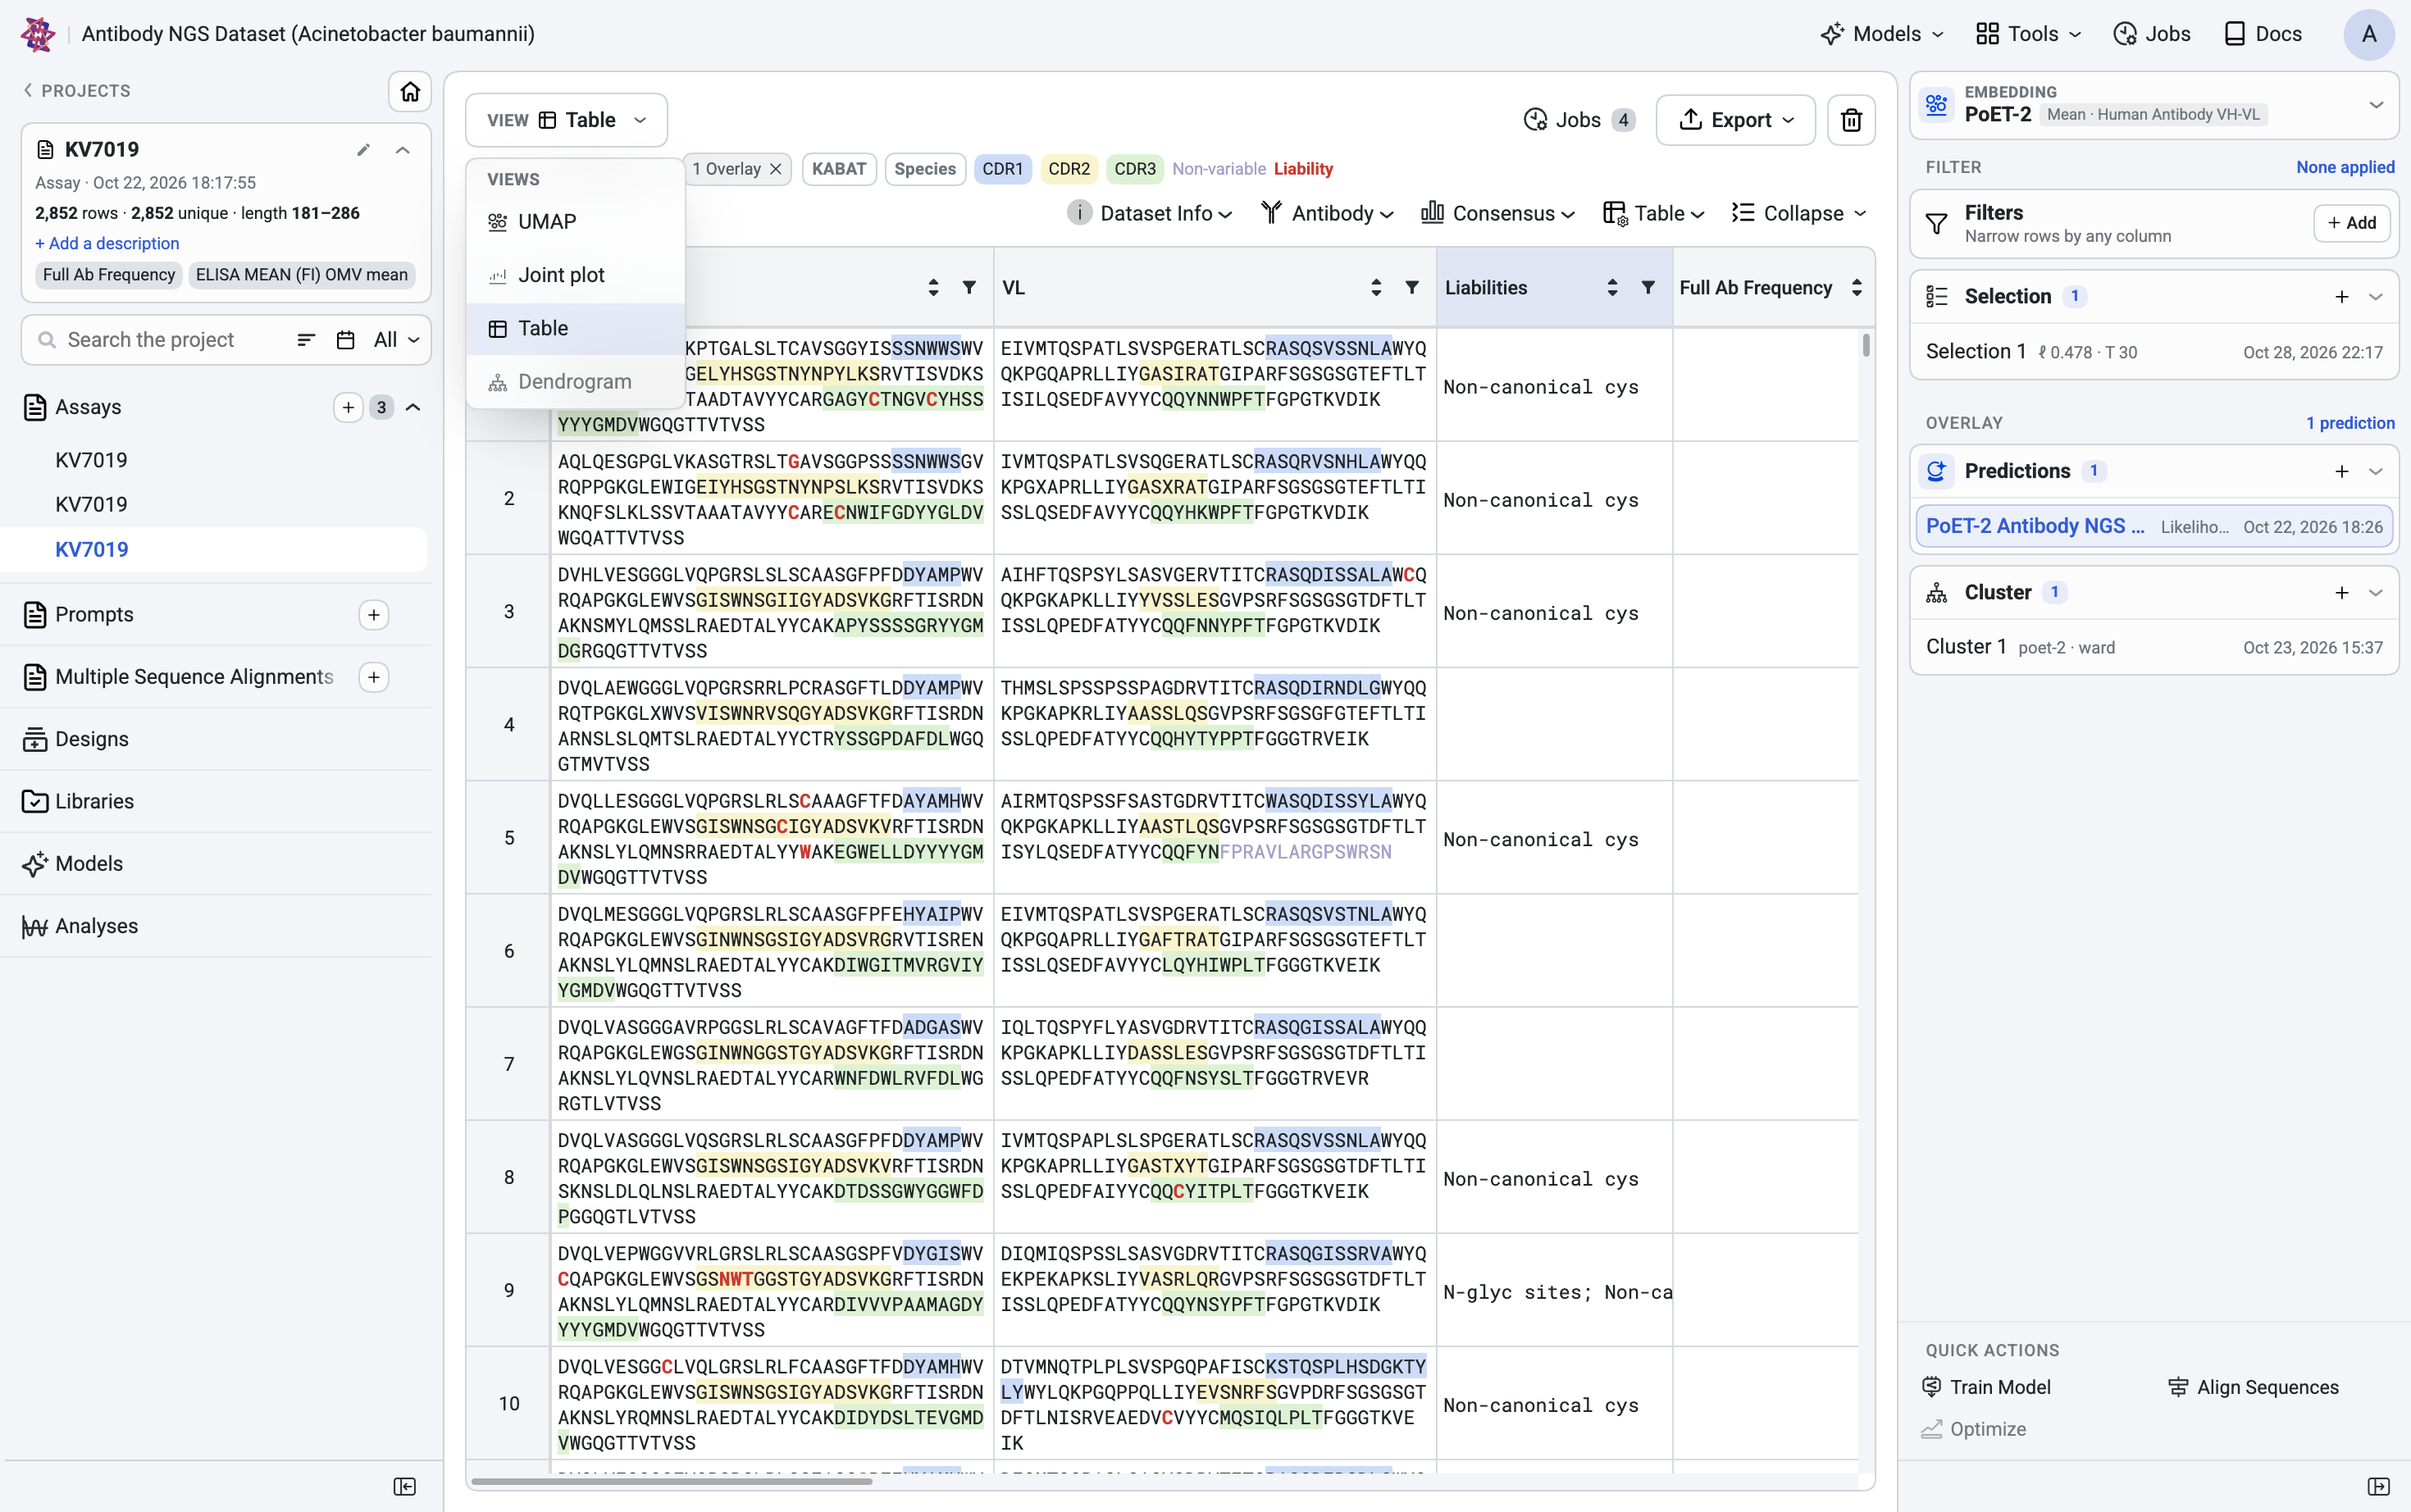 Antibody NGS Dataset (Acinetobacter baumannii)
Models
Tools
Jobs
Docs
A
PROJECTS
KV7019
Assay · Oct 22, 2026 18:17:55
2,852 rows · 2,852 unique · length 181–286
+ Add a description
Full Ab Frequency
ELISA MEAN (FI) OMV mean
Search the project
All
Assays
3
KV7019
KV7019
KV7019
Prompts
Multiple Sequence Alignments
Designs
Libraries
Models
Analyses
VIEW Table
Jobs 4
Export
VIEWS
UMAP
Joint plot
Table
Dendrogram
1 Overlay
KABAT
Species
CDR1
CDR2
CDR3
Non-variable
Liability
Dataset Info
Antibody
Consensus
Table
Collapse
VL
Liabilities
Full Ab Frequency
KPTGALSLTCAVSGGYISSSNWWSWV
GELYHSGSTNYNPYLKSRVTISVDKS
TAADTAVYYCARGAGYCTNGVCYHSS
YYYGMDVWGQGTTVTVSS
EIVMTQSPATLSVSPGERATLSCRASQSVSSNLAWYQ
QKPGQAPRLLIYGASIRATGIPARFSGSGSGTEFTLT
ISILQSEDFAVYYCQQYNNWPFTFGPGTKVDIK
Non-canonical cys
2
AQLQESGPGLVKASGTRSLTGAVSGGPSSSSNWWSGV
RQPPGKGLEWIGEIYHSGSTNYNPSLKSRVTISVDKS
KNQFSLKLSSVTAAATAVYYCARECNWIFGDYYGLDV
WGQATTVTVSS
IVMTQSPATLSVSQGERATLSCRASQRVSNHLAWYQQ
KPGXAPRLLIYGASXRATGIPARFSGSGSGTEFTLTI
SSLQSEDFAVYYCQQYHKWPFTFGPGTKVDIK
Non-canonical cys
3
DVHLVESGGGLVQPGRSLSLSCAASGFPFDDYAMPWV
RQAPGKGLEWVSGISWNSGIIGYADSVKGRFTISRDN
AKNSMYLQMSSLRAEDTALYYCAKAPYSSSSGRYYGM
DGRGQGTTVTVSS
AIHFTQSPSYLSASVGERVTITCRASQDISSALAWCQ
QKPGKAPKLLIYYVSSLESGVPSRFSGSGSGTDFTLT
ISSLQPEDFATYYCQQFNNYPFTFGPGTKVDIK
Non-canonical cys
4
DVQLAEWGGGLVQPGRSRRLPCRASGFTLDDYAMPWV
RQTPGKGLXWVSVISWNRVSQGYADSVKGRFTISRDN
ARNSLSLQMTSLRAEDTALYYCTRYSSGPDAFDLWGQ
GTMVTVSS
THMSLSPSSPSSPAGDRVTITCRASQDIRNDLGWYQQ
KPGKAPKRLIYAASSLQSGVPSRFSGSGFGTEFTLTI
SSLQPEDFATYYCQQHYTYPPTFGGGTRVEIK
5
DVQLLESGGGLVQPGRSLRLSCAAAGFTFDAYAMHWV
RQAPGKGLEWVSGISWNSGCIGYADSVKVRFTISRDN
AKNSLYLQMNSRRAEDTALYYWAKEGWELLDYYYYGM
DVWGQGTTVTVSS
AIRMTQSPSSFSASTGDRVTITCWASQDISSYLAWYQ
QKPGKAPKLLIYAASTLQSGVPSRFSGSGSGTDFTLT
ISYLQSEDFATYYCQQFYNFPRAVLARGPSWRSN
Non-canonical cys
6
DVQLMESGGGLVQPGRSLRLSCAASGFPFEHYAIPWV
RQAPGKGLEWVSGINWNSGSIGYADSVRGRVTISREN
AKNSLYLQMNSLRAEDTALYYCAKDIWGITMVRGVIY
YGMDVWGQGTTVTVSS
EIVMTQSPATLSVSPGERATLSCRASQSVSTNLAWYQ
QKPGQAPRLLIYGAFTRATGIPARFSGSGSGTEFTLT
ISSLQSEDFAVYYCLQYHIWPLTFGGGTKVEIK
7
DVQLVASGGGAVRPGGSLRLSCAVAGFTFDADGASWV
RQAPGKGLEWGSGINWNGGSTGYADSVKGRFTISRDN
AKNSLYLQVNSLRAEDTALYYCARWNFDWLRVFDLWG
RGTLVTVSS
IQLTQSPYFLYASVGDRVTITCRASQGISSALAWYQQ
KPGKAPKLLIYDASSLESGVPSRFSGSGSGTDFTLTI
SSLQPEDFATYYCQQFNSYSLTFGGGTRVEVR
8
DVQLVASGGGLVQSGRSLRLSCAASGFPFDDYAMPWV
RQAPGKGLEWVSGISWNSGSIGYADSVKVRFTISRDN
SKNSLDLQLNSLRAEDTALYYCAKDTDSSGWYGGWFD
PGGQGTLVTVSS
IVMTQSPAPLSLSPGERATLSCRASQSVSSNLAWYQQ
KPGKAPRLLIYGASTXYTGIPARFSGSGSGTDFTLTI
SSLQPEDFAIYYCQQCYITPLTFGGGTKVEIK
Non-canonical cys
9
DVQLVEPWGGVVRLGRSLRLSCAASGSPFVDYGISWV
CQAPGKGLEWVSGSNWTGGSTGYADSVKGRFTISRDN
AKNSLYLQMNSLRAEDTALYYCARDIVVVPAAMAGDY
YYYGMDVWGQGTTVTVSS
DIQMIQSPSSLSASVGDRVTITCRASQGISSRVAWYQ
EKPEKAPKSLIYVASRLQRGVPSRFSGSGSGTDFTLT
ISSLQPEDFATYYCQQYNSYPFTFGPGTKVDIK
N-glyc sites; Non-ca
10
DVQLVESGGCLVQLGRSLRLFCAASGFTFDDYAMHWV
RQAPGKGLEWVSGISWNSGSIGYADSVKGRFTISRDN
AKNSLYRQMNSLRAEDTALYYCAKDIDYDSLTEVGMD
VWGQGTTVTVSS
DTVMNQTPLPLSVSPGQPAFISCKSTQSPLHSDGKTY
LYWYLQKPGQPPQLLIYEVSNRFSGVPDRFSGSGSGT
DFTLNISRVEAEDVCVYYCMQSIQLPLTFGGGTKVE
IK
Non-canonical cys
EMBEDDING
PoET-2 Mean · Human Antibody VH-VL
FILTER
None applied
Filters
Narrow rows by any column
+ Add
Selection 1
Selection 1 ℓ 0.478 · T 30 Oct 28, 2026 22:17
OVERLAY
1 prediction
Predictions 1
PoET-2 Antibody NGS ... Likeliho... Oct 22, 2026 18:26
Cluster 1
Cluster 1 poet-2 · ward Oct 23, 2026 15:37
QUICK ACTIONS
Train Model
Align Sequences
Optimize